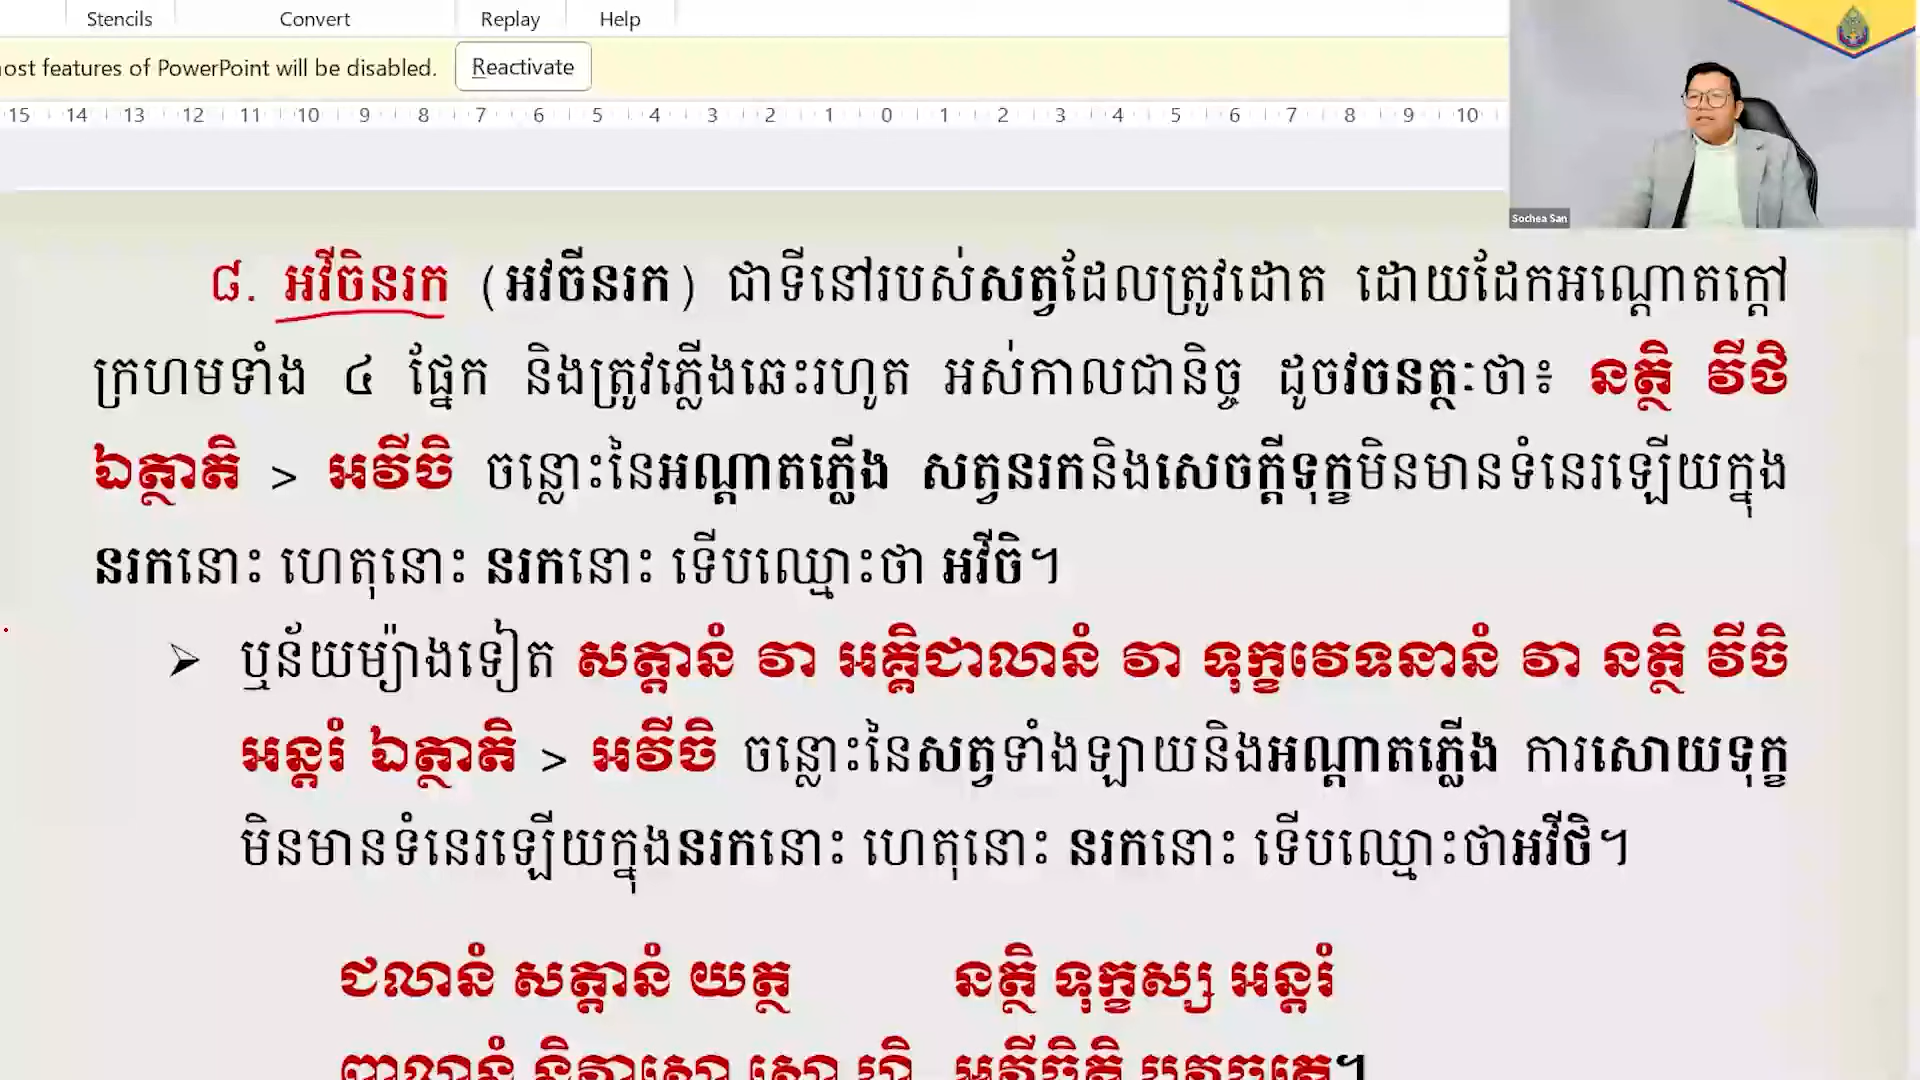 Stencils Convert Replay Help
ost features of PowerPoint will be disabled. Reactivate
15 14 13 12 11 10 9 8 7 6 5 4 3 2 1 0 1 2 3 4 5 6 7 8 9 10
Sochea San
៨. អវីចិនរក (អវចីនរក) ជាទីនៅរបស់សត្វដែលត្រូវដោត ដោយដែកអណ្ដោតក្ដៅ
ក្រហមទាំង ៤ ផ្នែក និងត្រូវភ្លើងឆេះរហូត អស់កាលជានិច្ច ដូចវចនត្ថៈថា៖ នត្ថិ វីចិ
ឯត្ថាតិ > អវីចិ ចន្លោះនៃអណ្ដាតភ្លើង សត្វនរកនិងសេចក្ដីទុក្ខមិនមានទំនេរឡើយក្នុង
នរកនោះ ហេតុនោះ នរកនោះ ទើបឈ្មោះថា អវីចិ។
➢ ឬន័យម្យ៉ាងទៀត សត្តានំ វា អគ្គិជាលានំ វា ទុក្ខវេទនានំ វា នត្ថិ វីចិ
អន្តរំ ឯត្ថាតិ > អវីចិ ចន្លោះនៃសត្វទាំងឡាយនិងអណ្ដាតភ្លើង ការសោយទុក្ខ
មិនមានទំនេរឡើយក្នុងនរកនោះ ហេតុនោះ នរកនោះ ទើបឈ្មោះថាអវីចិ។
ជលានំ សត្តានំ យត្ថ នត្ថិ ទុក្ខស្ស អន្តរំ